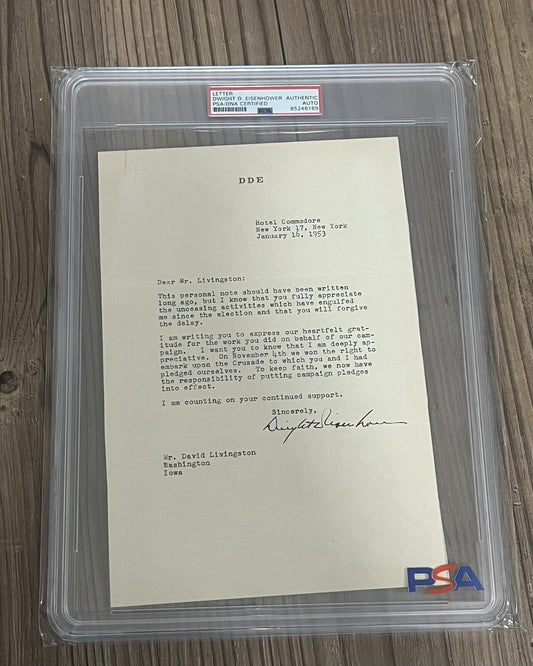 LETTER
DWIGHT D. EISENHOWER AUTHENTIC
PSA/DNA CERTIFIED AUTO
PSA 85246169
DDE
Hotel Commodore
New York 17, New York
January 16, 1953
Dear Mr. Livingston:
This personal note should have been written
long ago, but I know that you fully appreciate
the unceasing activities which have engulfed
me since the election and that you will forgive
the delay.
I am writing you to express our heartfelt grat-
itude for the work you did on behalf of our cam-
paign. I want you to know that I am deeply ap-
preciative. On November 4th we won the right to
embark upon the Crusade to which you and I had
pledged ourselves. To keep faith, we now have
the responsibility of putting campaign pledges
into effect.
I am counting on your continued support.
Sincerely,
Dwight Eisenhower
Mr. David Livingston
Washington
Iowa
PSA